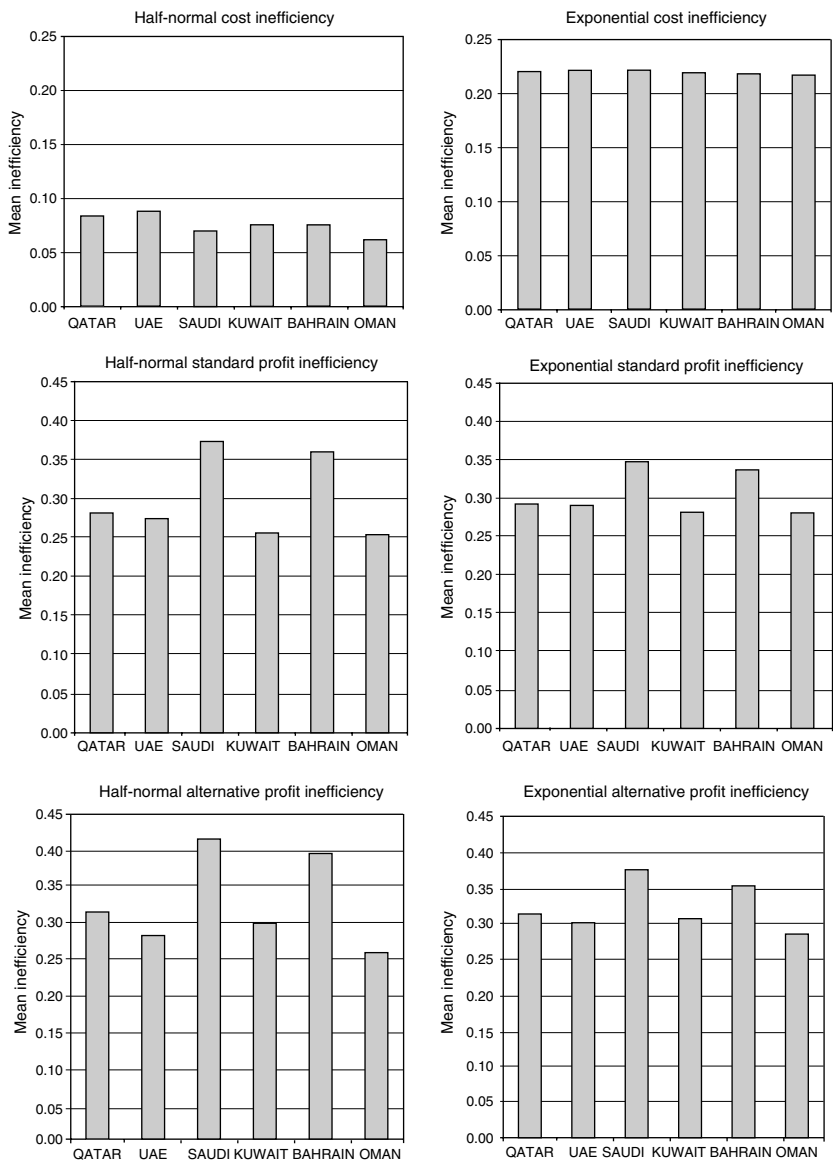 Half-normal cost inefficiency
0.25
0.20
0.15
0.10
0.05
0.00
Mean inefficiency
QATAR UAE SAUDI KUWAIT BAHRAIN OMAN
Exponential cost inefficiency
0.25
0.20
0.15
0.10
0.05
0.00
Mean inefficiency
QATAR UAE SAUDI KUWAIT BAHRAIN OMAN
Half-normal standard profit inefficiency
0.45
0.40
0.35
0.30
0.25
0.20
0.15
0.10
0.05
0.00
Mean inefficiency
QATAR UAE SAUDI KUWAIT BAHRAIN OMAN
Exponential standard profit inefficiency
0.45
0.40
0.35
0.30
0.25
0.20
0.15
0.10
0.05
0.00
Mean inefficiency
QATAR UAE SAUDI KUWAIT BAHRAIN OMAN
Half-normal alternative profit inefficiency
0.45
0.40
0.35
0.30
0.25
0.20
0.15
0.10
0.05
0.00
Mean inefficiency
QATAR UAE SAUDI KUWAIT BAHRAIN OMAN
Exponential alternative profit inefficiency
0.45
0.40
0.35
0.30
0.25
0.20
0.15
0.10
0.05
0.00
Mean inefficiency
QATAR UAE SAUDI KUWAIT BAHRAIN OMAN